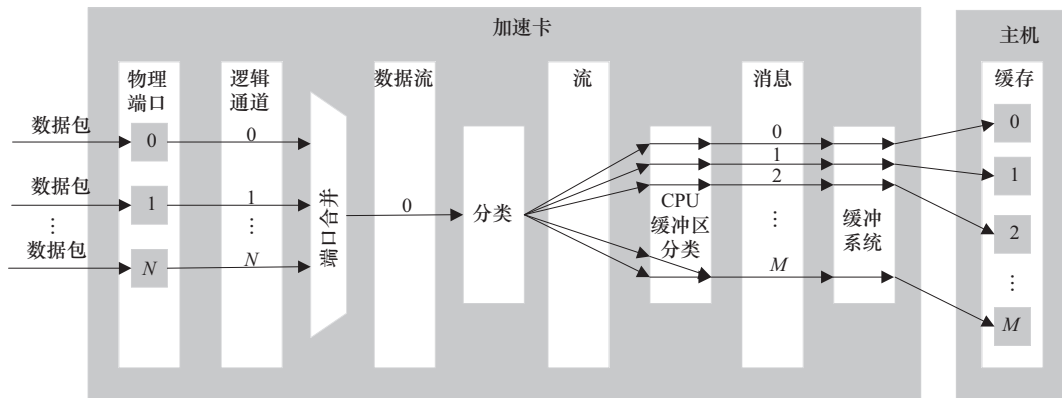 加速卡
主机
物理
端口
逻辑
通道
数据流
流
消息
缓存
数据包
0
0
0
0
1
数据包
1
1
2
1
…
…
0
分类
CPU
缓冲区
分类
…
缓冲
系统
2
端口合并
数据包
N
N
M
…
M